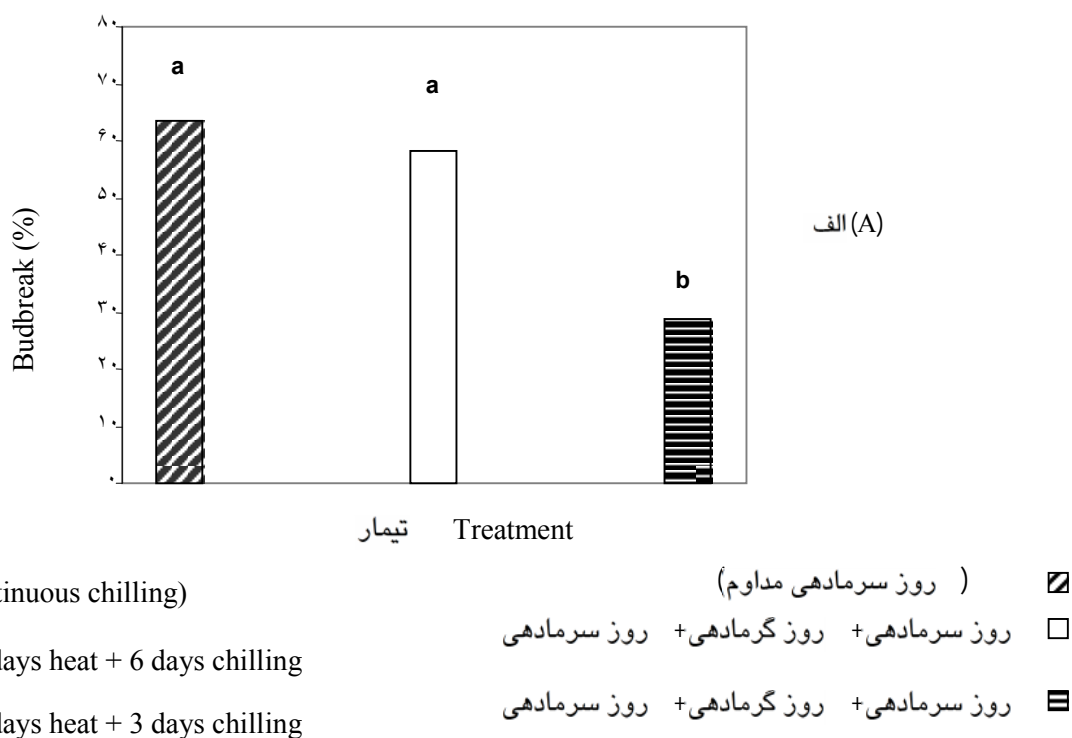 ۸۰
a
۷۰
a
۶۰
۵۰
Budbreak (%)
(A) الف
۴۰
b
۳۰
۲۰
۱۰
۰
تیمار Treatment
tinuous chilling)
( روز سرمادهی مداوم)
روز سرمادهی+ روز گرمادهی+ روز سرمادهی
days heat + 6 days chilling
روز سرمادهی+ روز گرمادهی+ روز سرمادهی
days heat + 3 days chilling